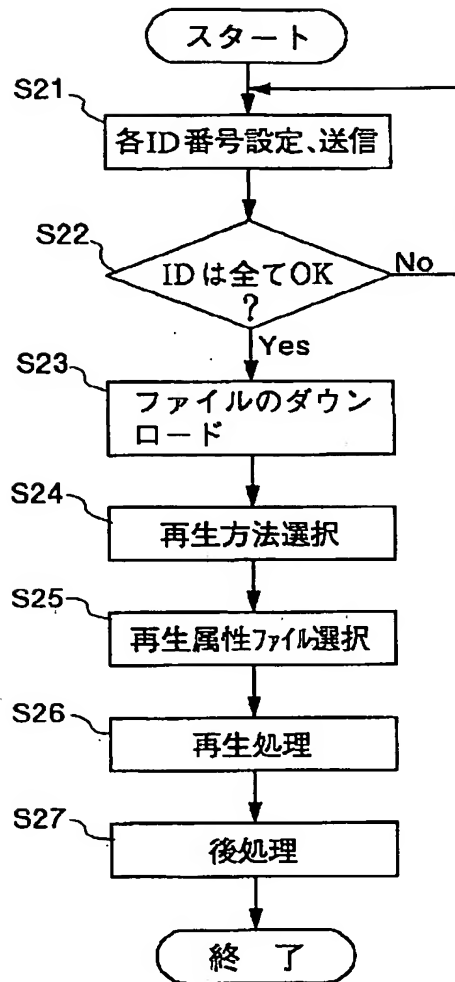 スタート
S21
各ID番号設定、送信
S22
IDは全てOK
?
No
Yes
S23
ファイルのダウン
ロード
S24
再生方法選択
S25
再生属性ファイル選択
S26
再生処理
S27
後処理
終 了